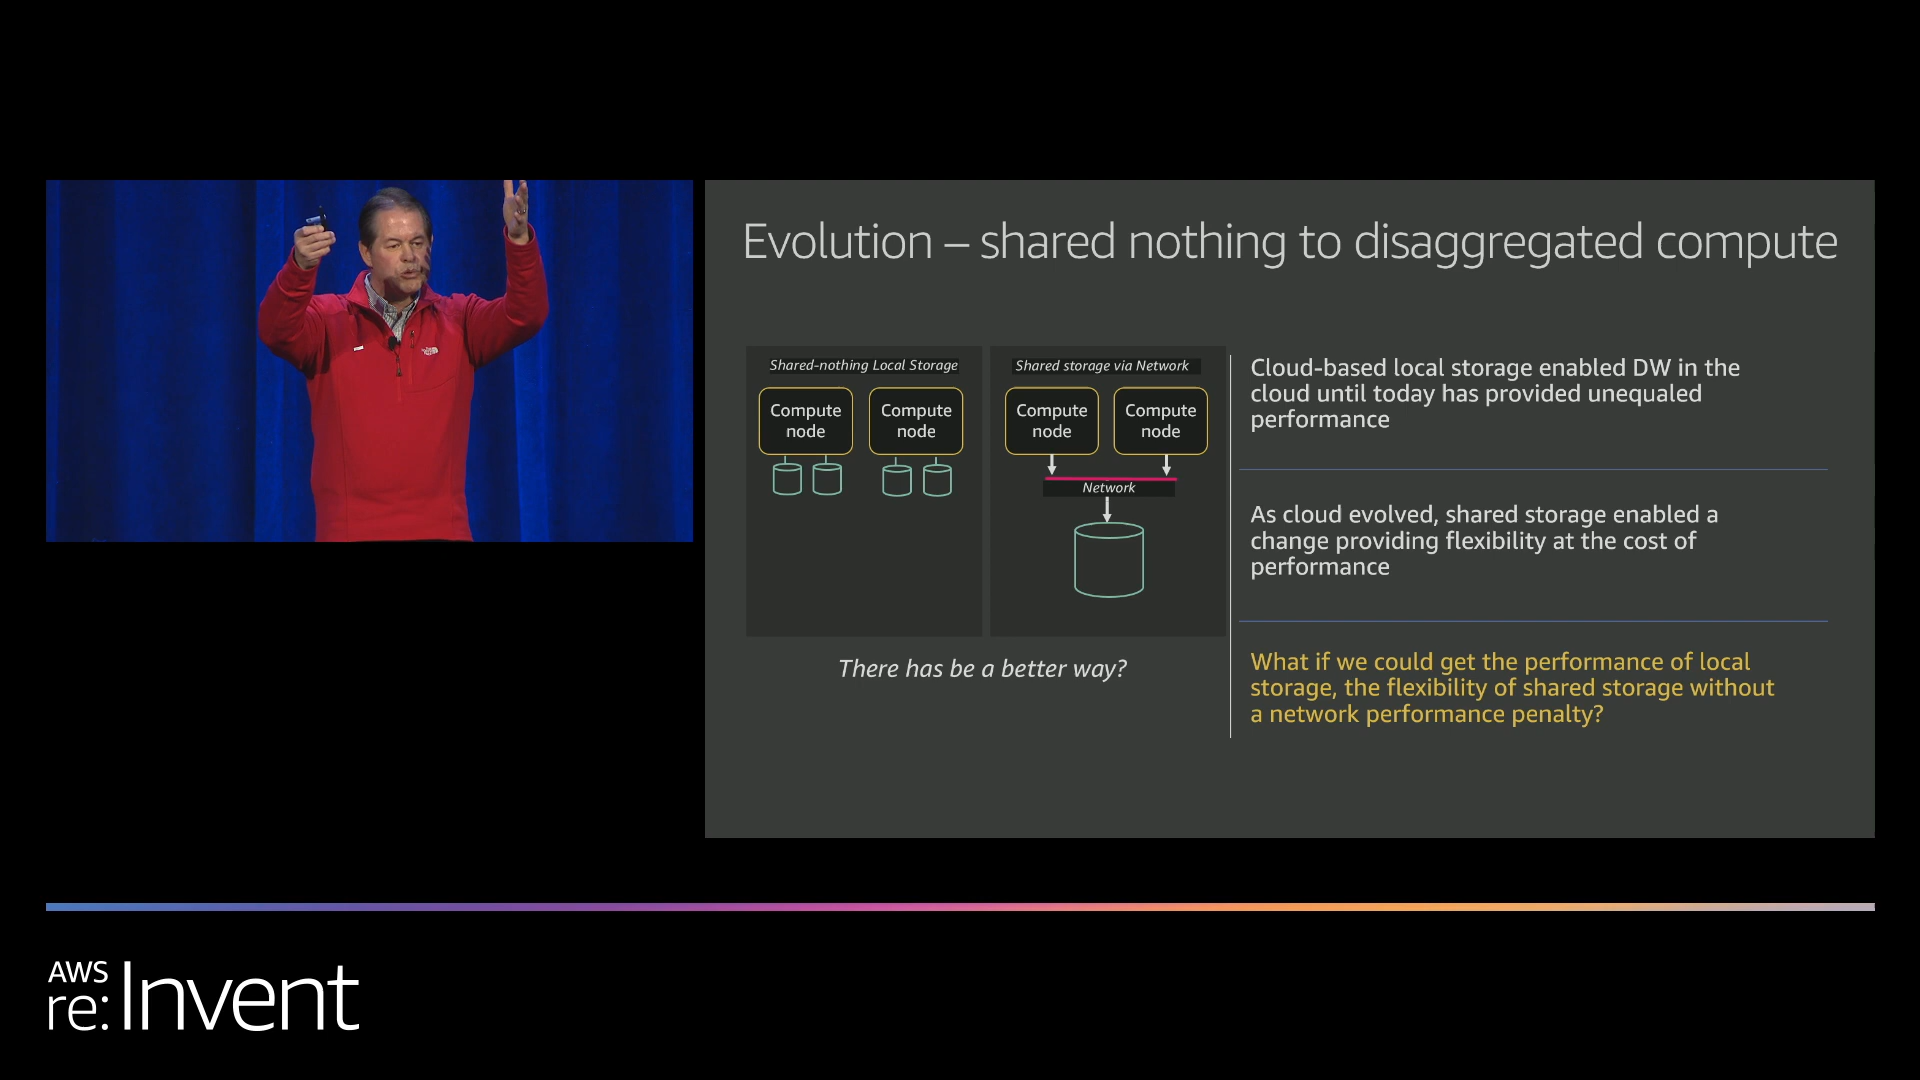 Evolution – shared nothing to disaggregated compute
Shared-nothing Local Storage
Compute
node
Compute
node
Shared storage via Network
Compute
node
Compute
node
Network
There has be a better way?
Cloud-based local storage enabled DW in the
cloud until today has provided unequaled
performance
As cloud evolved, shared storage enabled a
change providing flexibility at the cost of
performance
What if we could get the performance of local
storage, the flexibility of shared storage without
a network performance penalty?
AWS
re:Invent